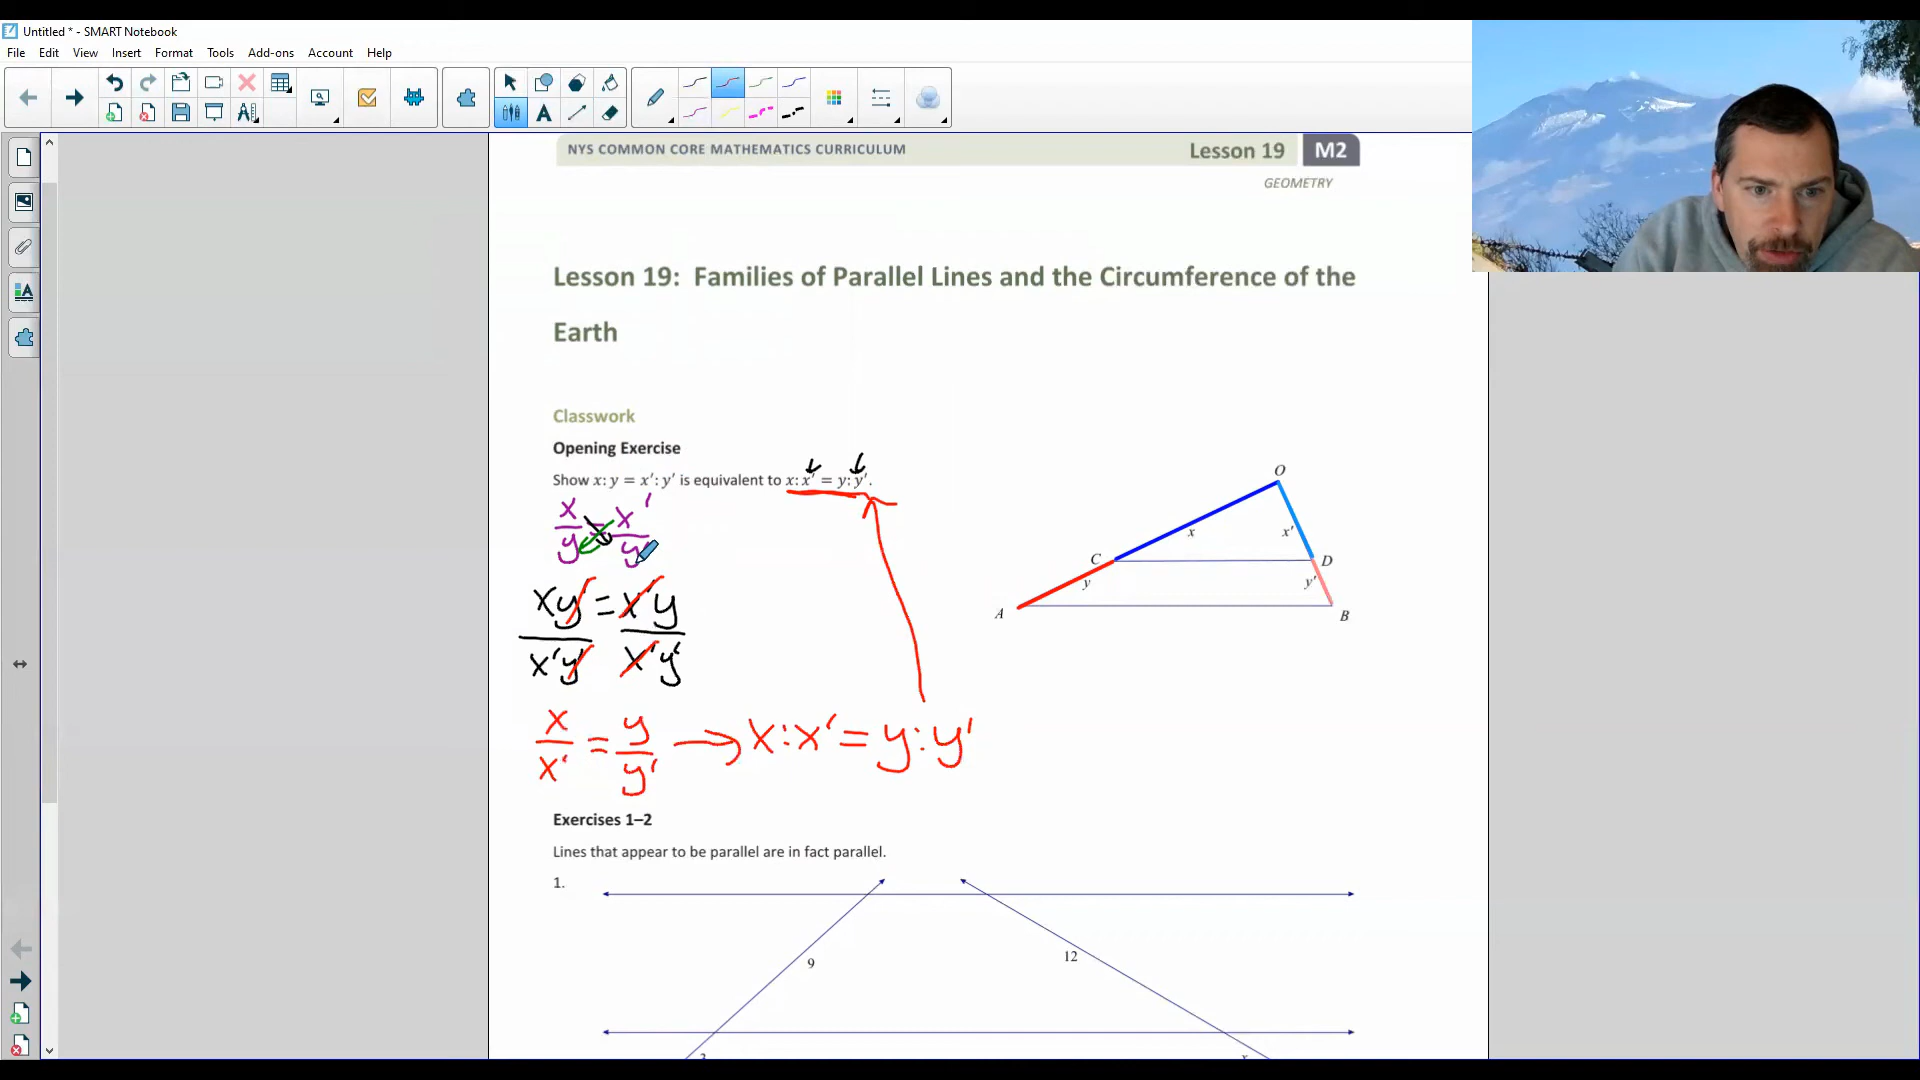 Untitled * - SMART Notebook
File Edit View Insert Format Tools Add-ons Account Help
NYS COMMON CORE MATHEMATICS CURRICULUM Lesson 19 M2
GEOMETRY
Lesson 19: Families of Parallel Lines and the Circumference of the
Earth
Classwork
Opening Exercise
Show x: y = x′: y′ is equivalent to x: x′ = y: y′.
x/y = x'/y'
xy' = x'y
x'y' x'y'
x/x' = y/y' → x:x' = y:y'
O
x x'
C D
y y'
A B
Exercises 1–2
Lines that appear to be parallel are in fact parallel.
1.
9 12
3 x